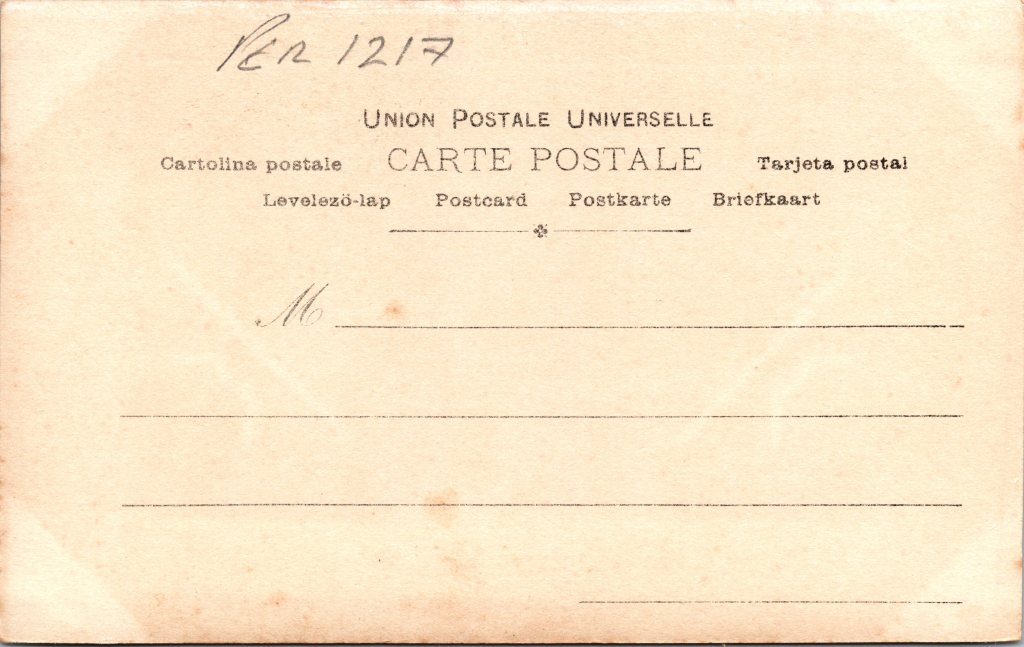 PER 1217
UNION POSTALE UNIVERSELLE
Cartolina postale CARTE POSTALE Tarjeta postal
Levelezö-lap Postcard Postkarte Briefkaart
M